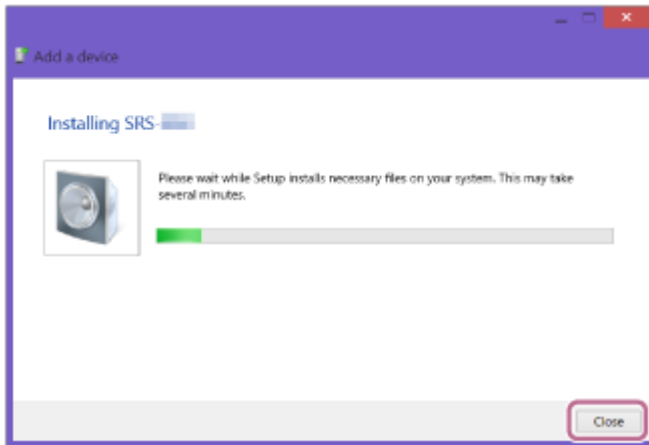 Add a device
Installing SRS-
Please wait while Setup installs necessary files on your system. This may take
several minutes.
Close